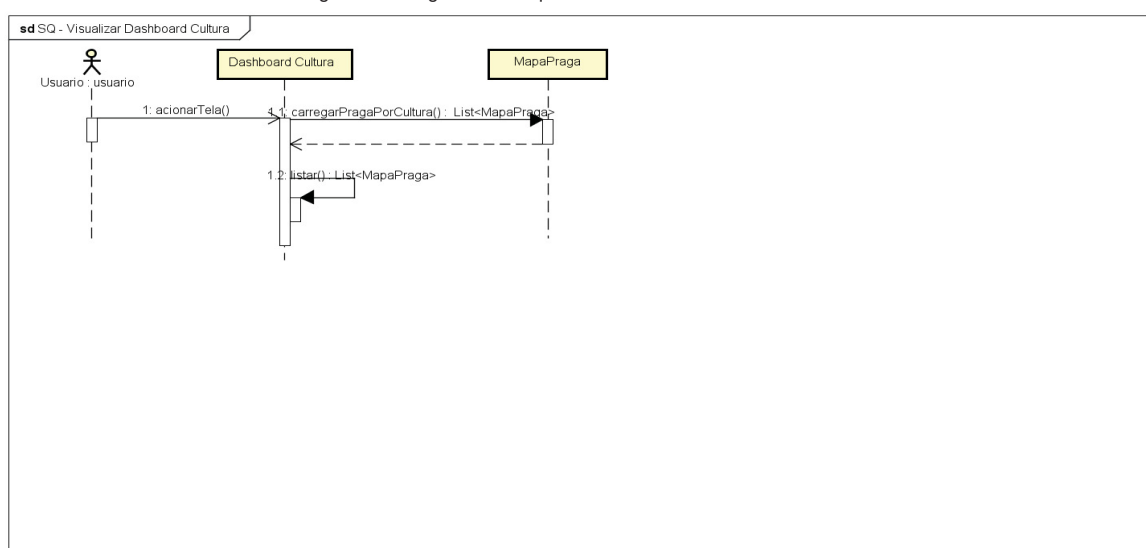 sd SQ - Visualizar Dashboard Cultura
Usuario : usuario
Dashboard Cultura
MapaPraga
1: acionarTela()
1.1: carregarPragaPorCultura() : List<MapaPraga>
1.2: listar() : List<MapaPraga>